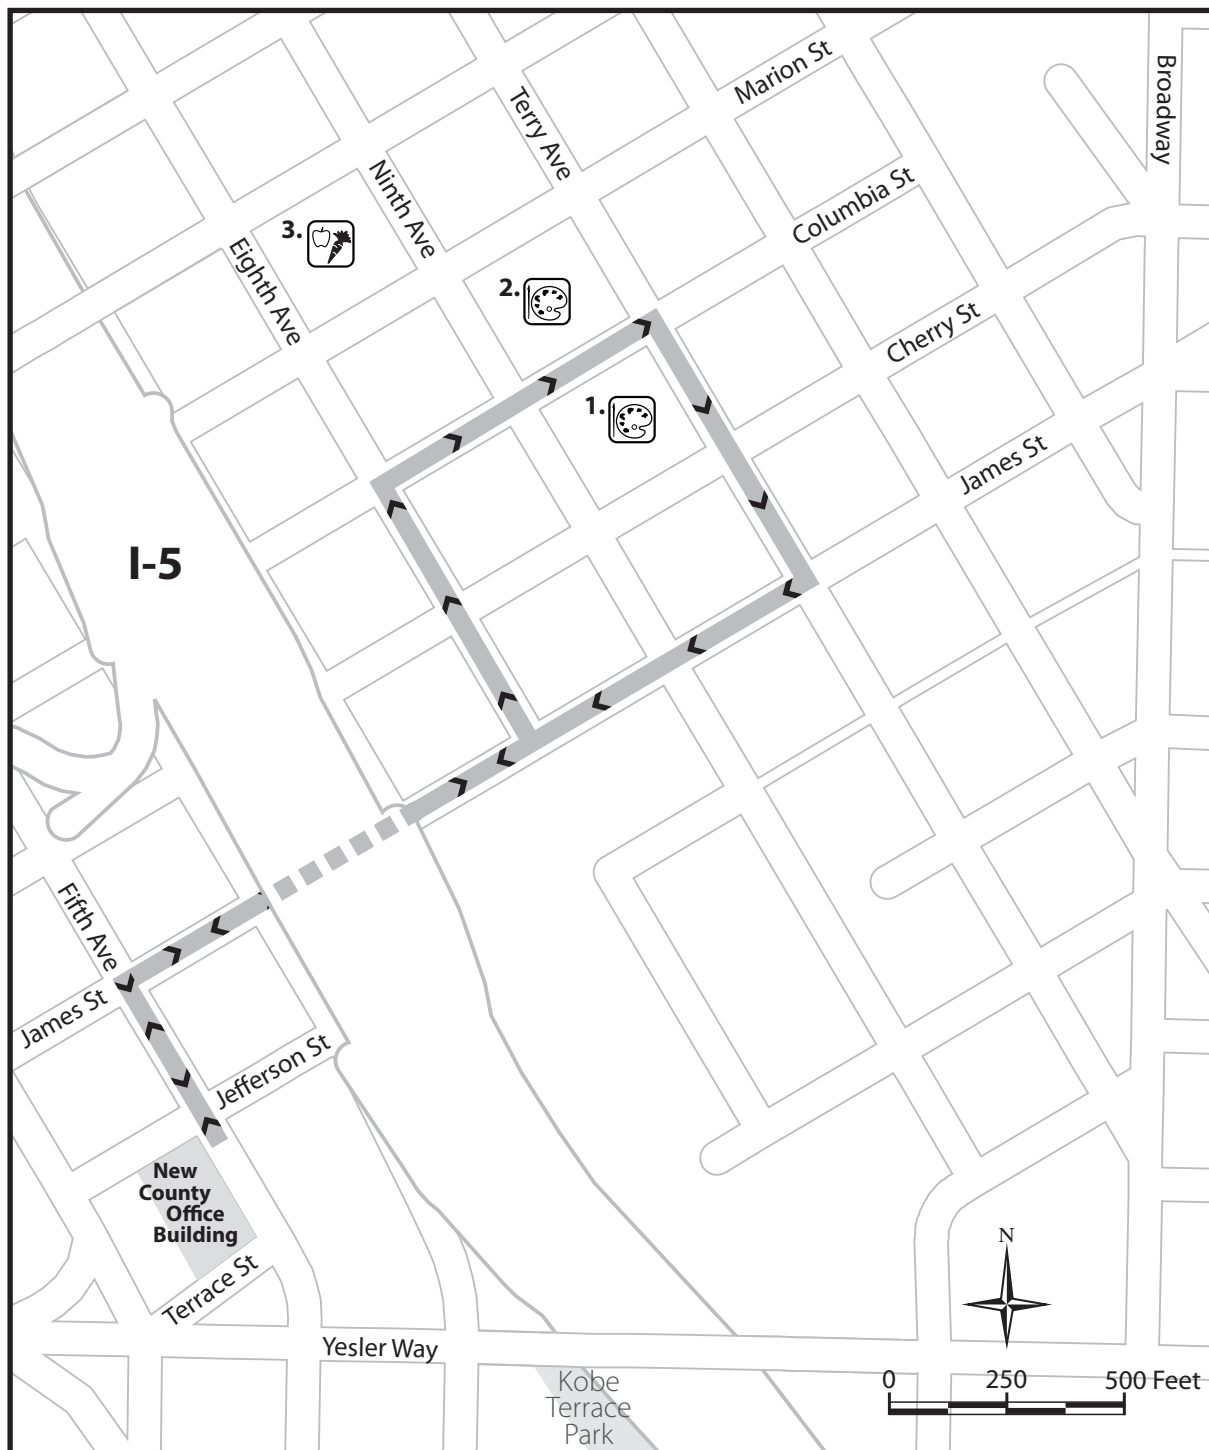 Marion St
Broadway
Terry Ave
Columbia St
Ninth Ave
3.
Eighth Ave
2.
Cherry St
1.
James St
I-5
Fifth Ave
James St
Jefferson St
New
County
Office
Building
Terrace St
N
Yesler Way
0 250 500 Feet
Kobe
Terrace
Park